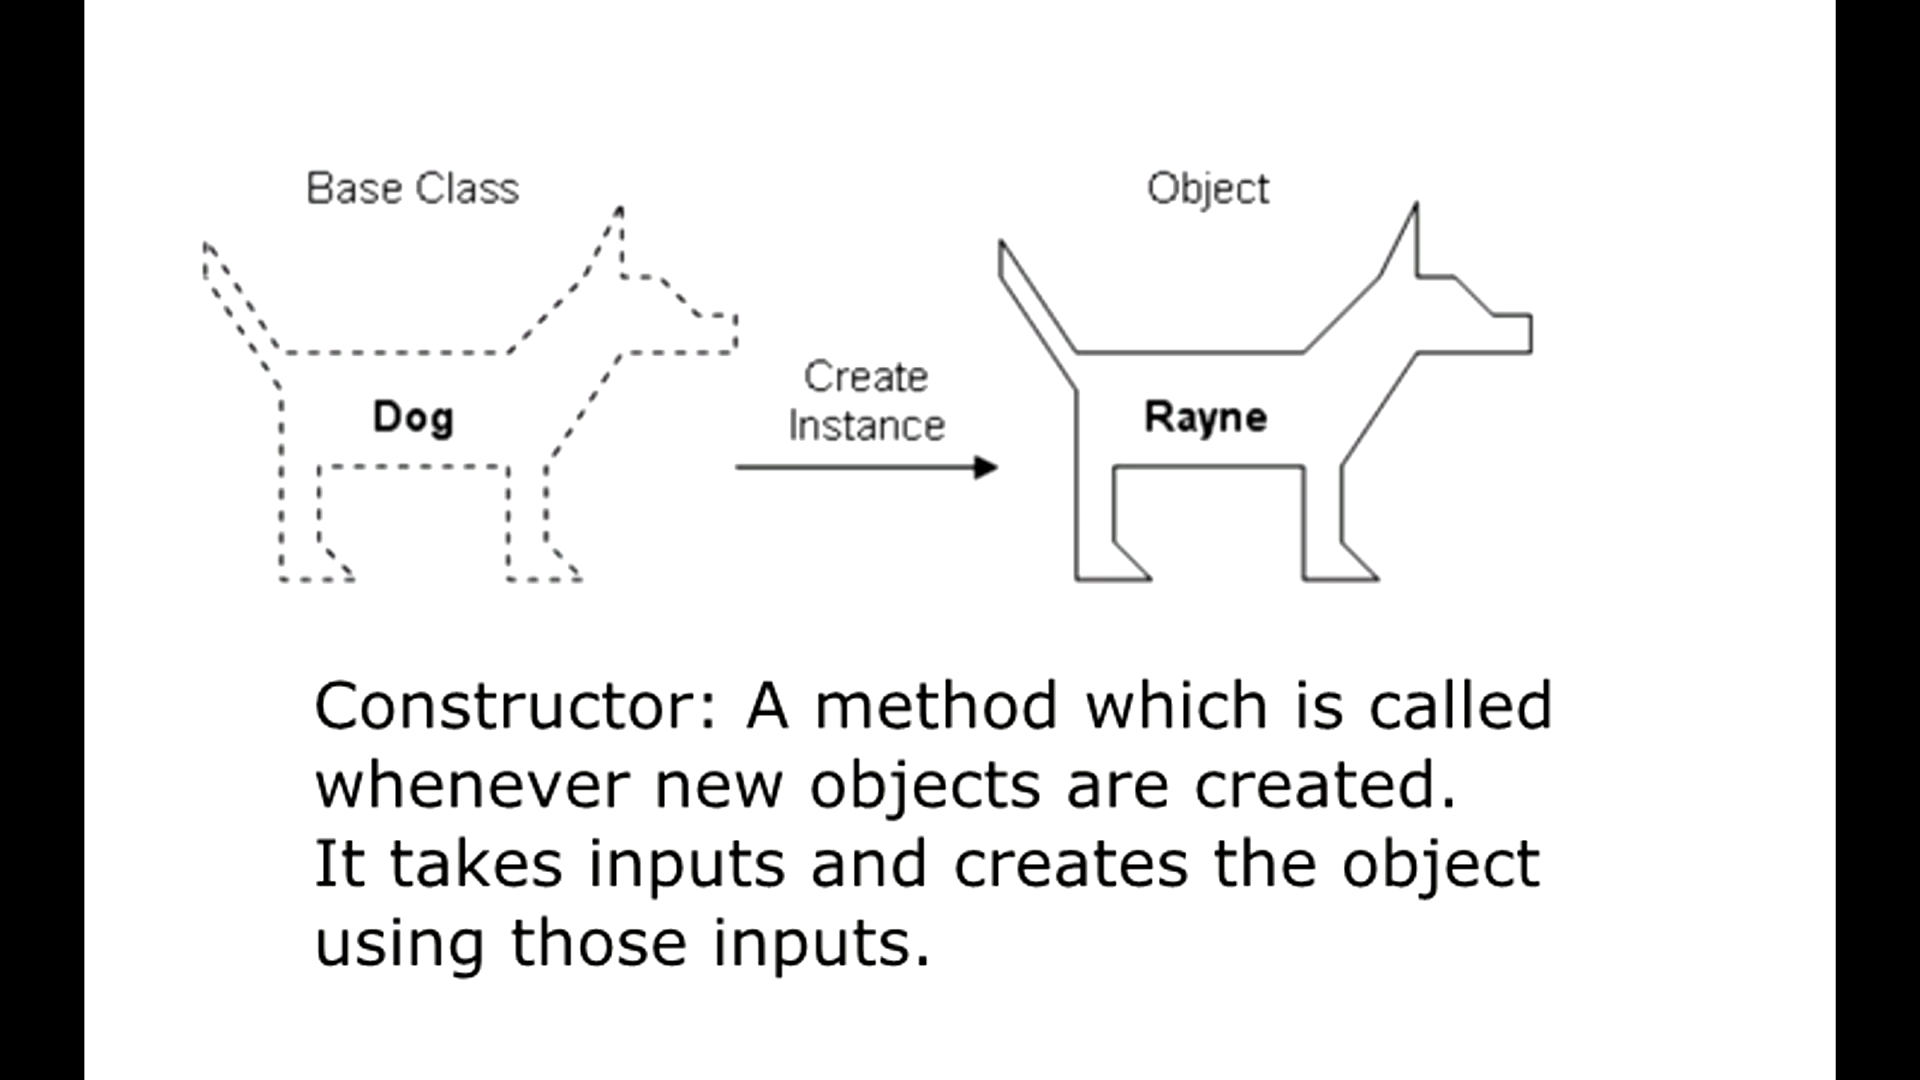 Base Class
Object
Dog
Create
Instance
Rayne
Constructor: A method which is called
whenever new objects are created.
It takes inputs and creates the object
using those inputs.